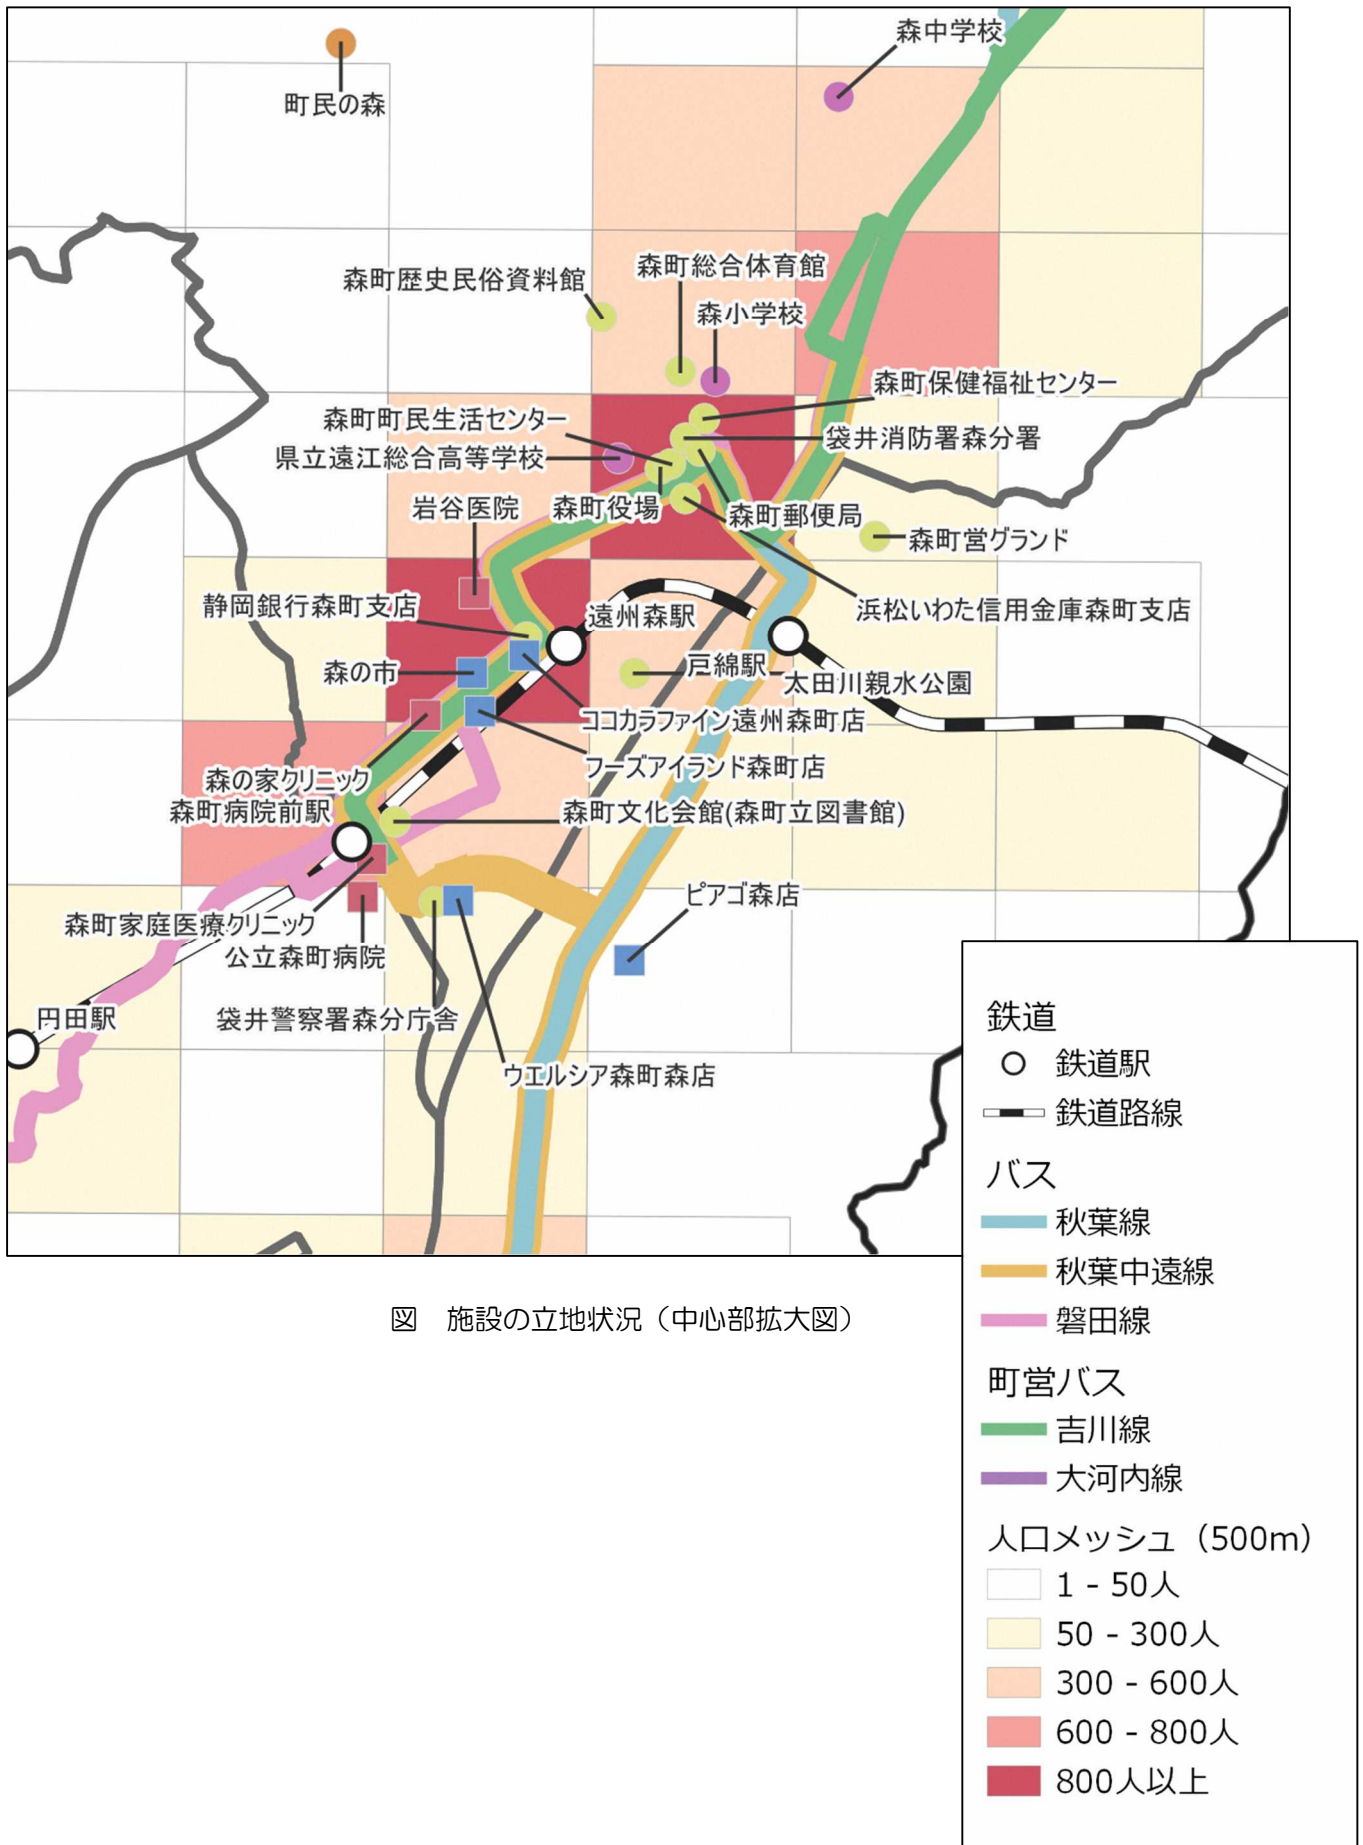 森中学校
町民の森
森町総合体育館
森町歴史民俗資料館
森小学校
森町保健福祉センター
森町町民生活センター
袋井消防署森分署
県立遠江総合高等学校
岩谷医院
森町役場
森町郵便局
森町営グランド
静岡銀行森町支店
遠州森駅
浜松いわた信用金庫森町支店
森の市
戸綿駅
太田川親水公園
ココカラファイン遠州森町店
フーズアイランド森町店
森の家クリニック
森町病院前駅
森町文化会館(森町立図書館)
ピアゴ森店
森町家庭医療クリニック
公立森町病院
円田駅
袋井警察署森分庁舎
ウエルシア森町森店
鉄道
鉄道駅
鉄道路線
バス
秋葉線
秋葉中遠線
磐田線
町営バス
吉川線
大河内線
人口メッシュ（500m）
1 - 50人
50 - 300人
300 - 600人
600 - 800人
800人以上
図　施設の立地状況（中心部拡大図）